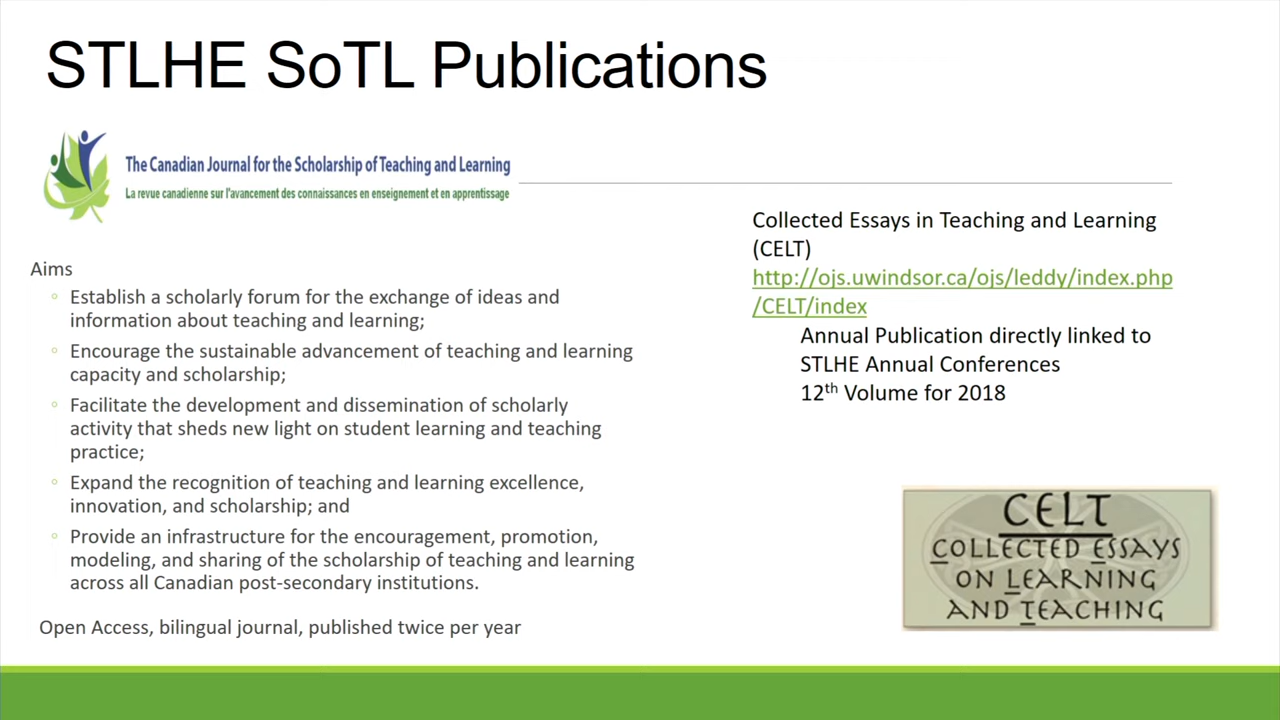 STLHE SoTL Publications
The Canadian Journal for the Scholarship of Teaching and Learning
La revue canadienne sur l'avancement des connaissances en enseignement et en apprentissage
Aims
◦ Establish a scholarly forum for the exchange of ideas and
information about teaching and learning;
◦ Encourage the sustainable advancement of teaching and learning
capacity and scholarship;
◦ Facilitate the development and dissemination of scholarly
activity that sheds new light on student learning and teaching
practice;
◦ Expand the recognition of teaching and learning excellence,
innovation, and scholarship; and
◦ Provide an infrastructure for the encouragement, promotion,
modeling, and sharing of the scholarship of teaching and learning
across all Canadian post-secondary institutions.
Open Access, bilingual journal, published twice per year
Collected Essays in Teaching and Learning
(CELT)
http://ojs.uwindsor.ca/ojs/leddy/index.php
/CELT/index
Annual Publication directly linked to
STLHE Annual Conferences
12th Volume for 2018
CELT
COLLECTED ESSAYS
ON LEARNING
AND TEACHING